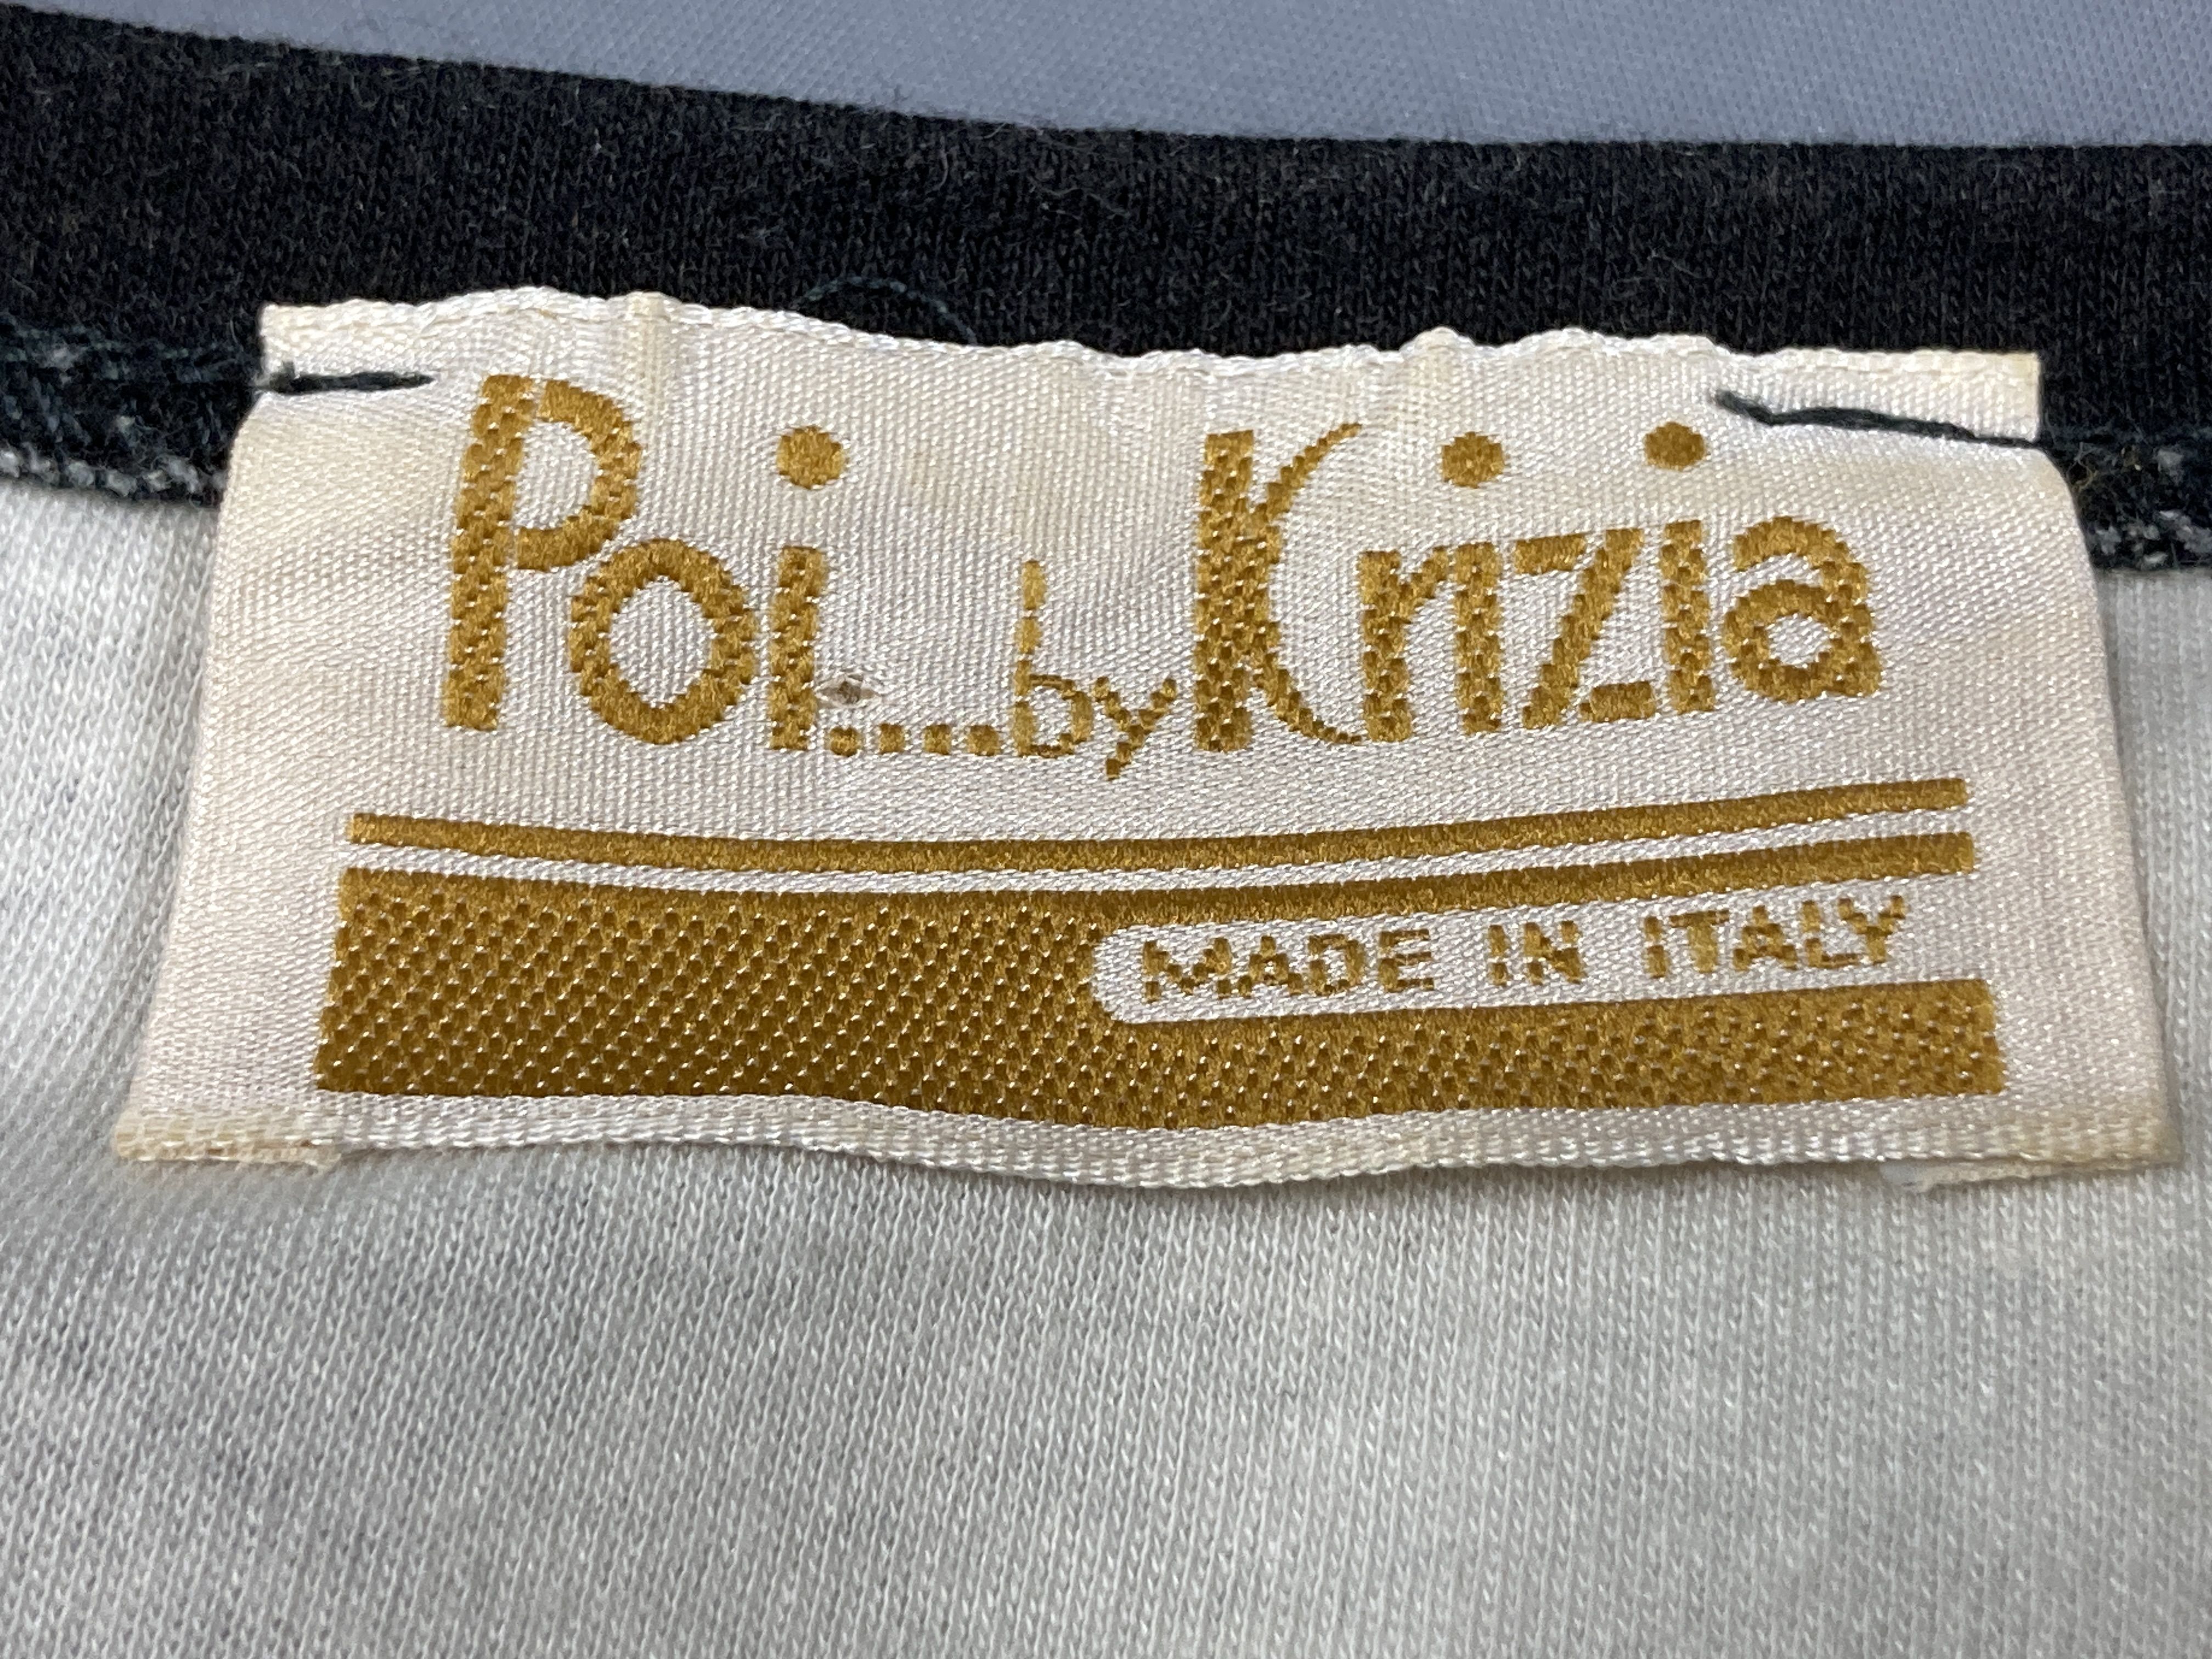 Poi....by Krizia
MADE IN ITALY